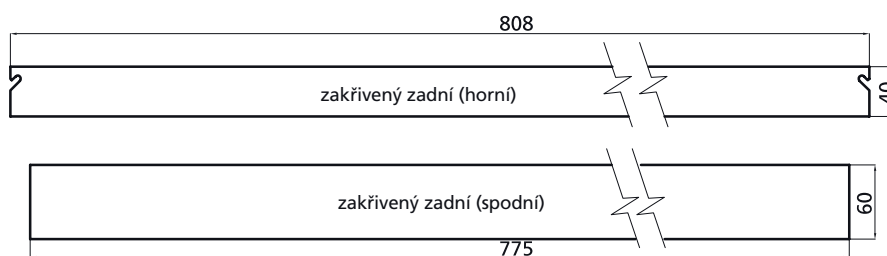 808
zakřivený zadní (horní)
40
zakřivený zadní (spodní)
60
775